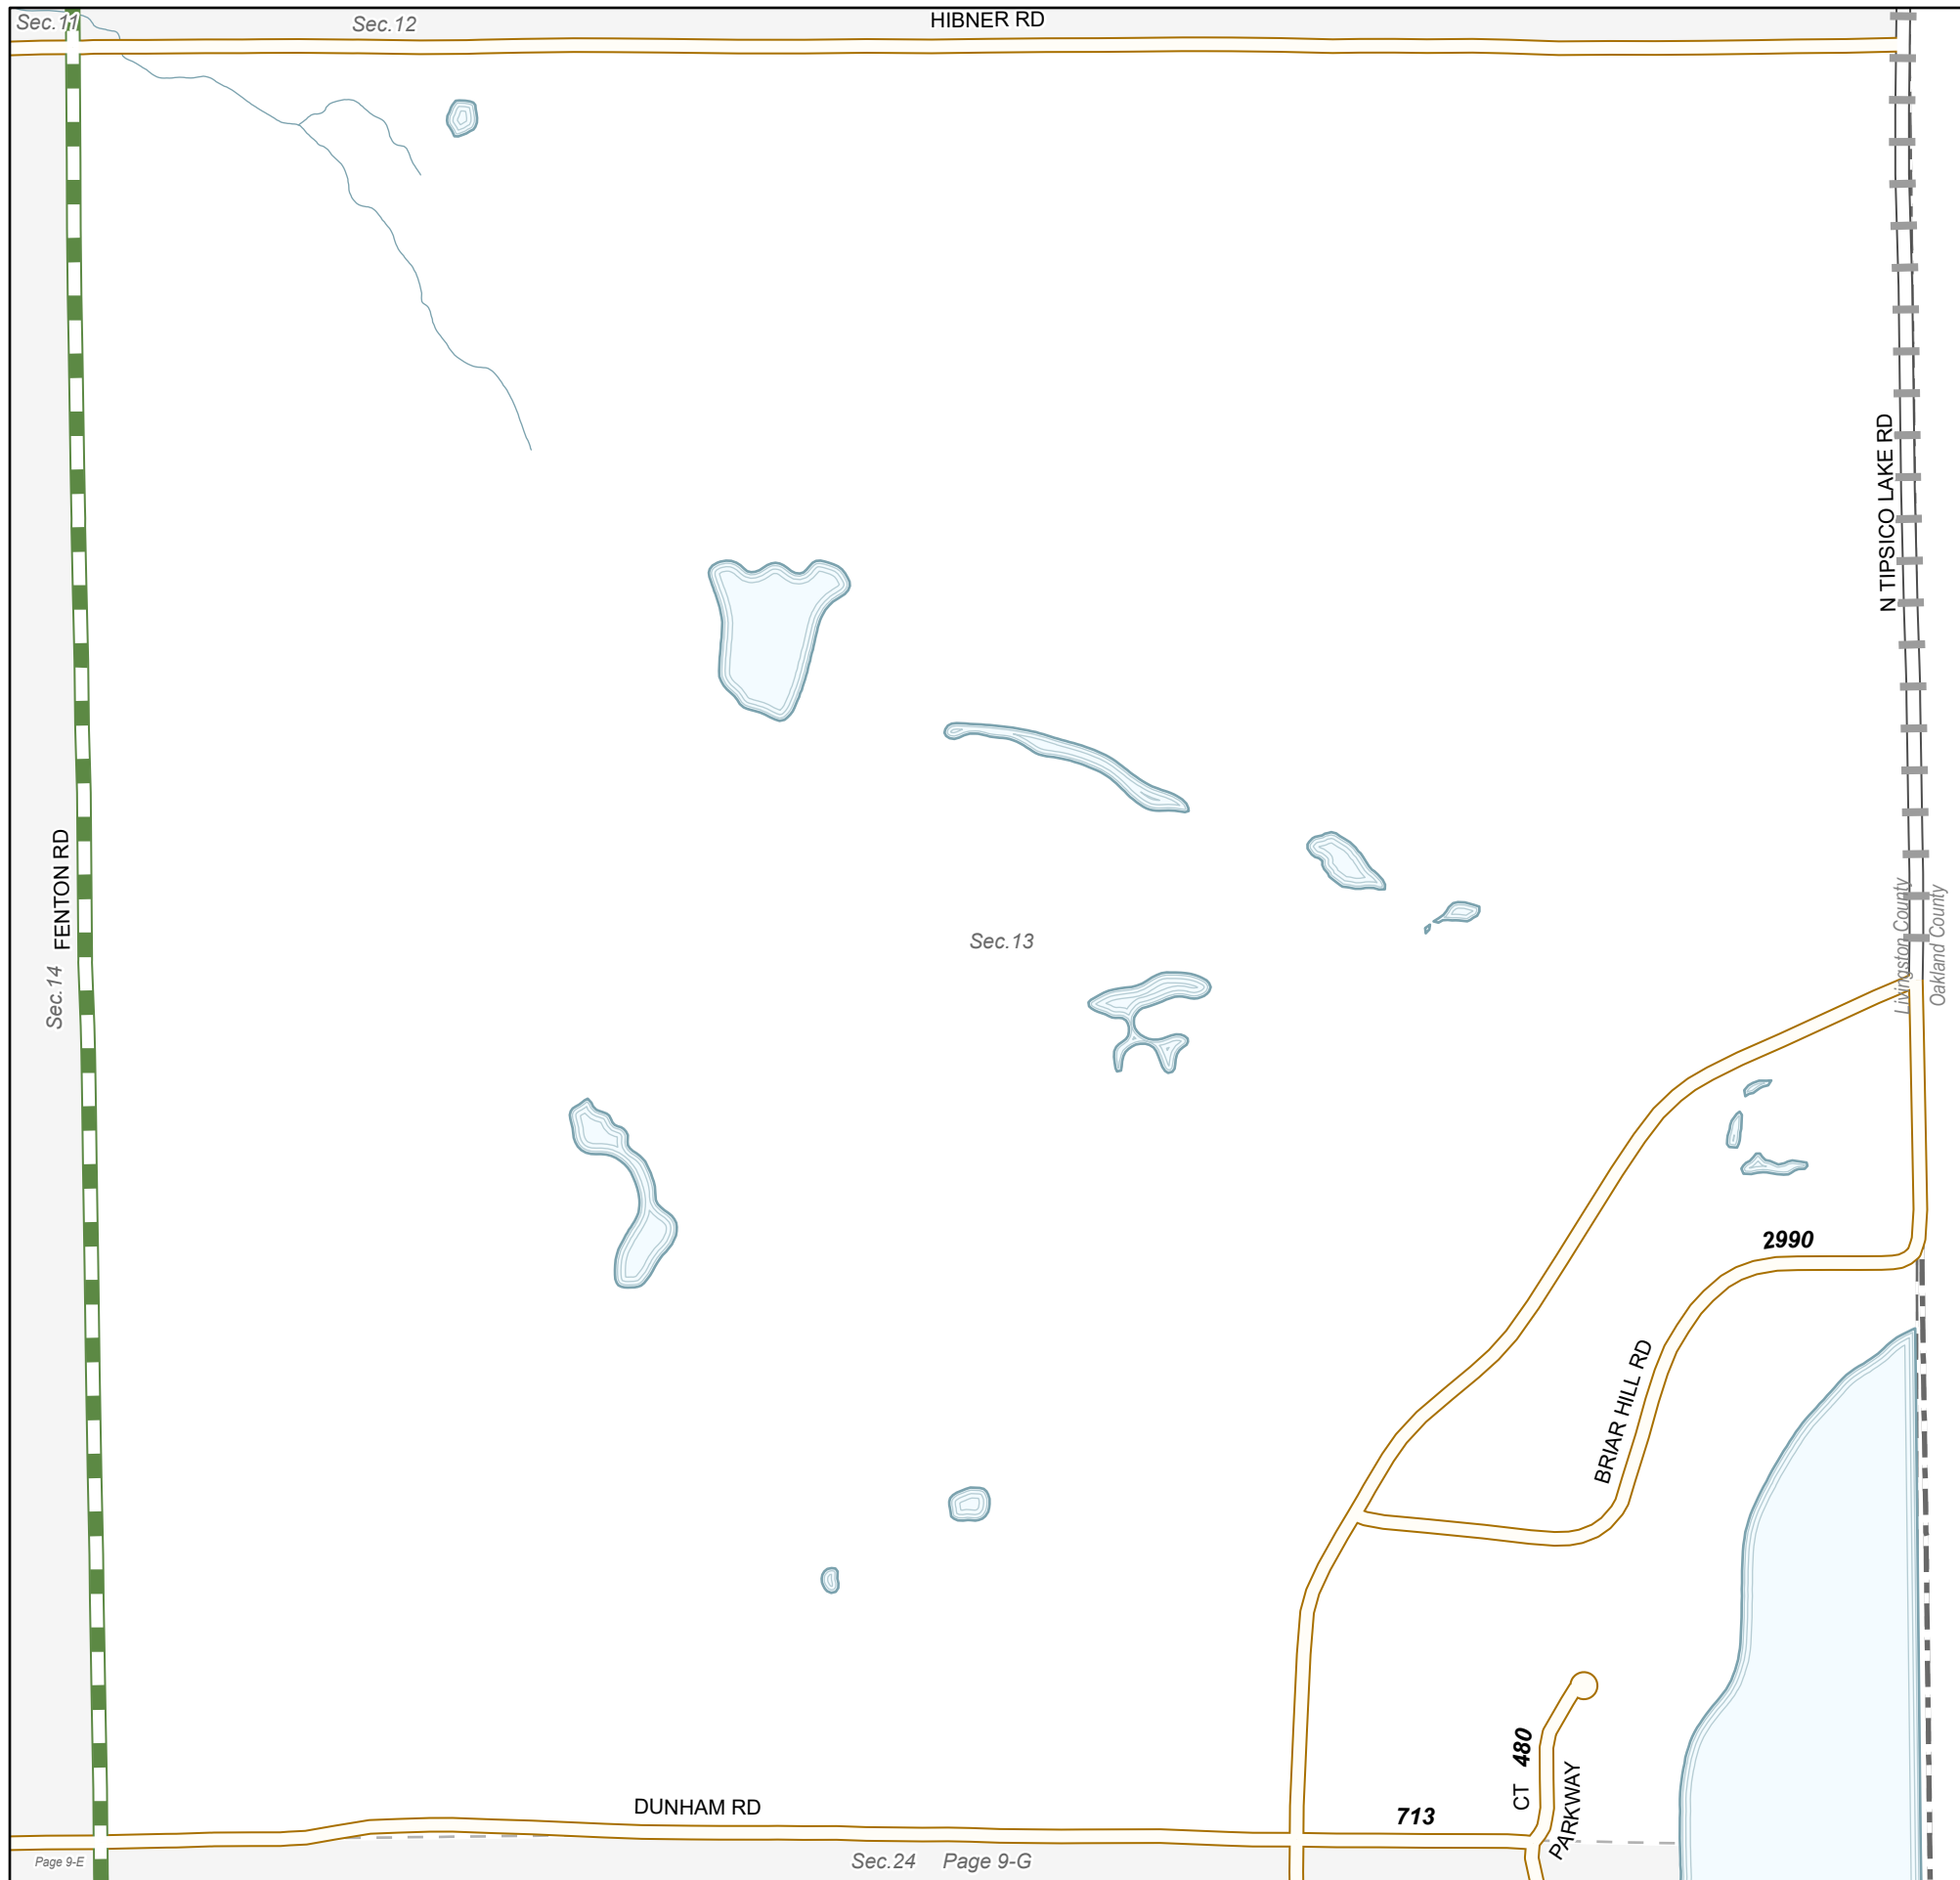 Sec.11
Sec.12
HIBNER RD
N TIPSICO LAKE RD
FENTON RD
Sec.14
Sec.13
Livingston County
Oakland County
2990
BRIAR HILL RD
480
CT
PARKWAY
DUNHAM RD
713
Page 9-E
Sec.24 Page 9-G